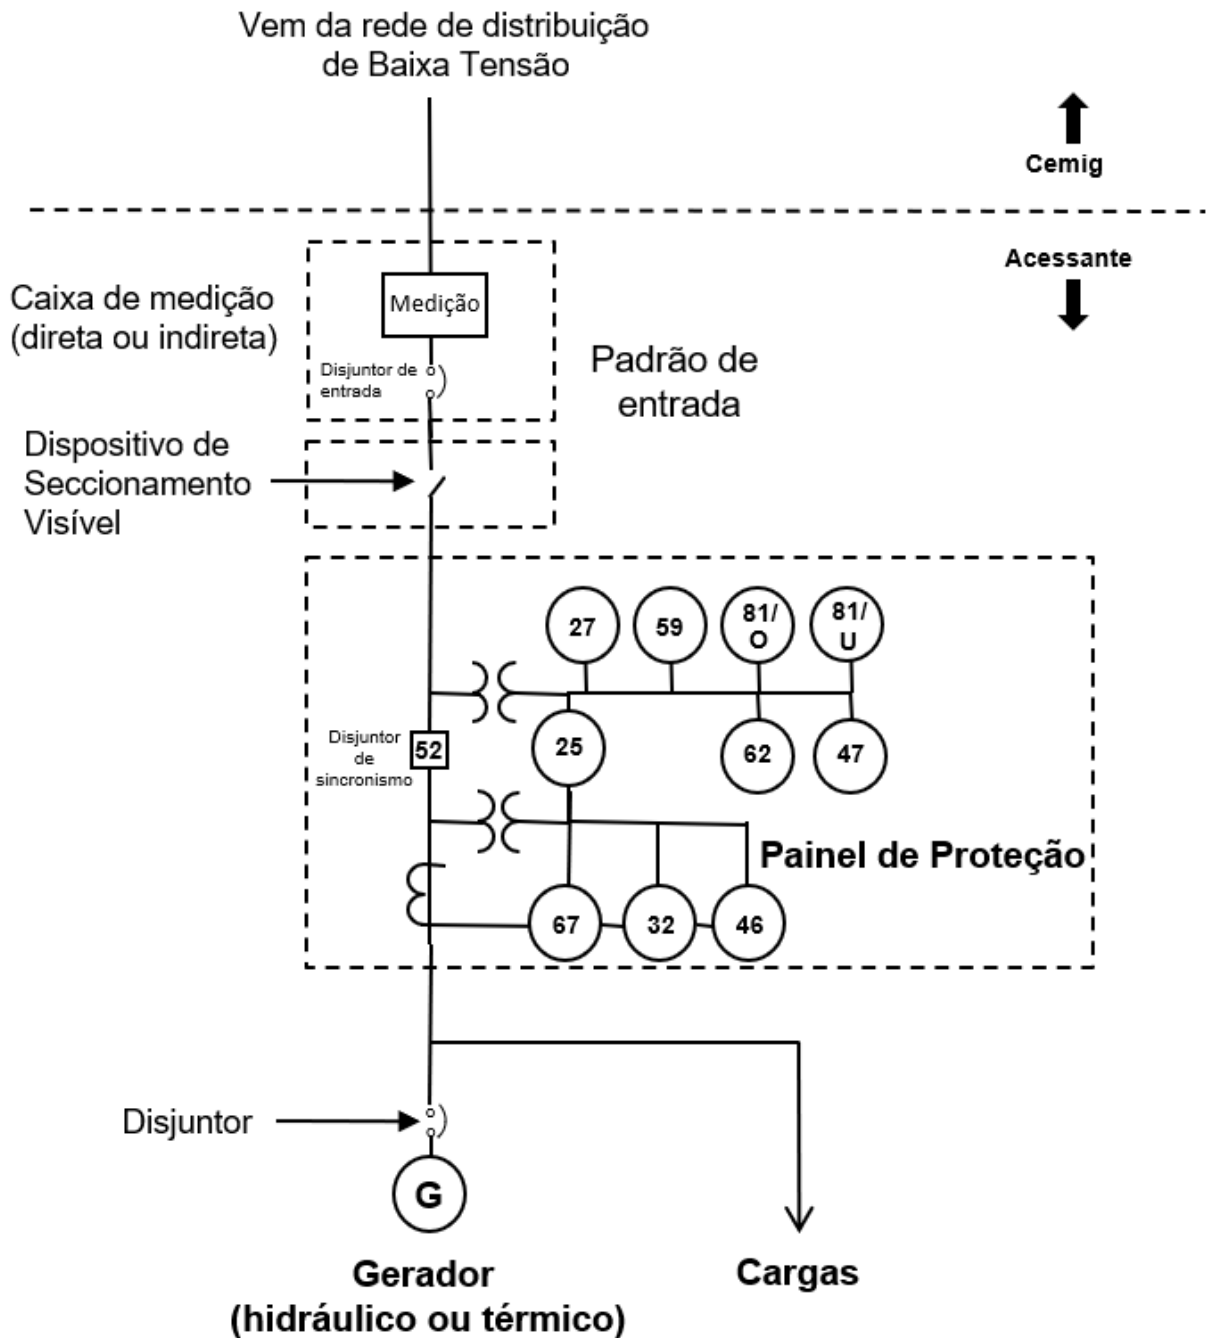 Vem da rede de distribuição
de Baixa Tensão
Cemig
Acessante
Caixa de medição
(direta ou indireta)
Medição
Disjuntor de
entrada
Padrão de
entrada
Dispositivo de
Seccionamento
Visível
27
59
81/
O
81/
U
Disjuntor
de
sincronismo
52
25
62
47
Painel de Proteção
67
32
46
Disjuntor
G
Gerador
(hidráulico ou térmico)
Cargas